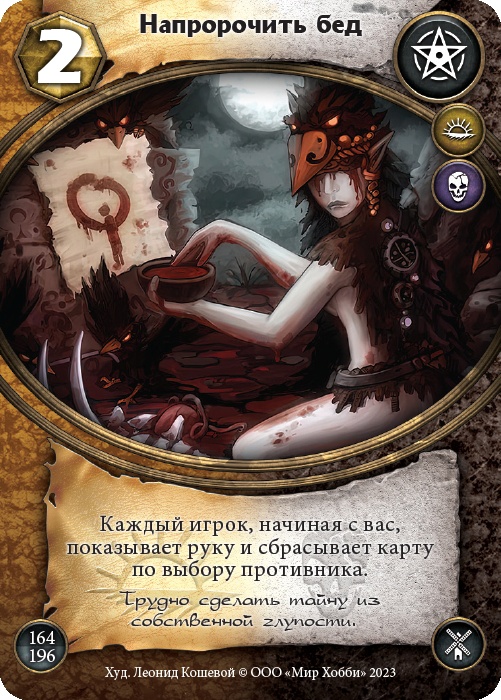 Напророчить бед
2
Каждый игрок, начиная с вас,
показывает руку и сбрасывает карту
по выбору противника.
Трудно сделать тайну из
собственной глупости.
164
196
Худ. Леонид Кошевой © ООО «Мир Хобби» 2023